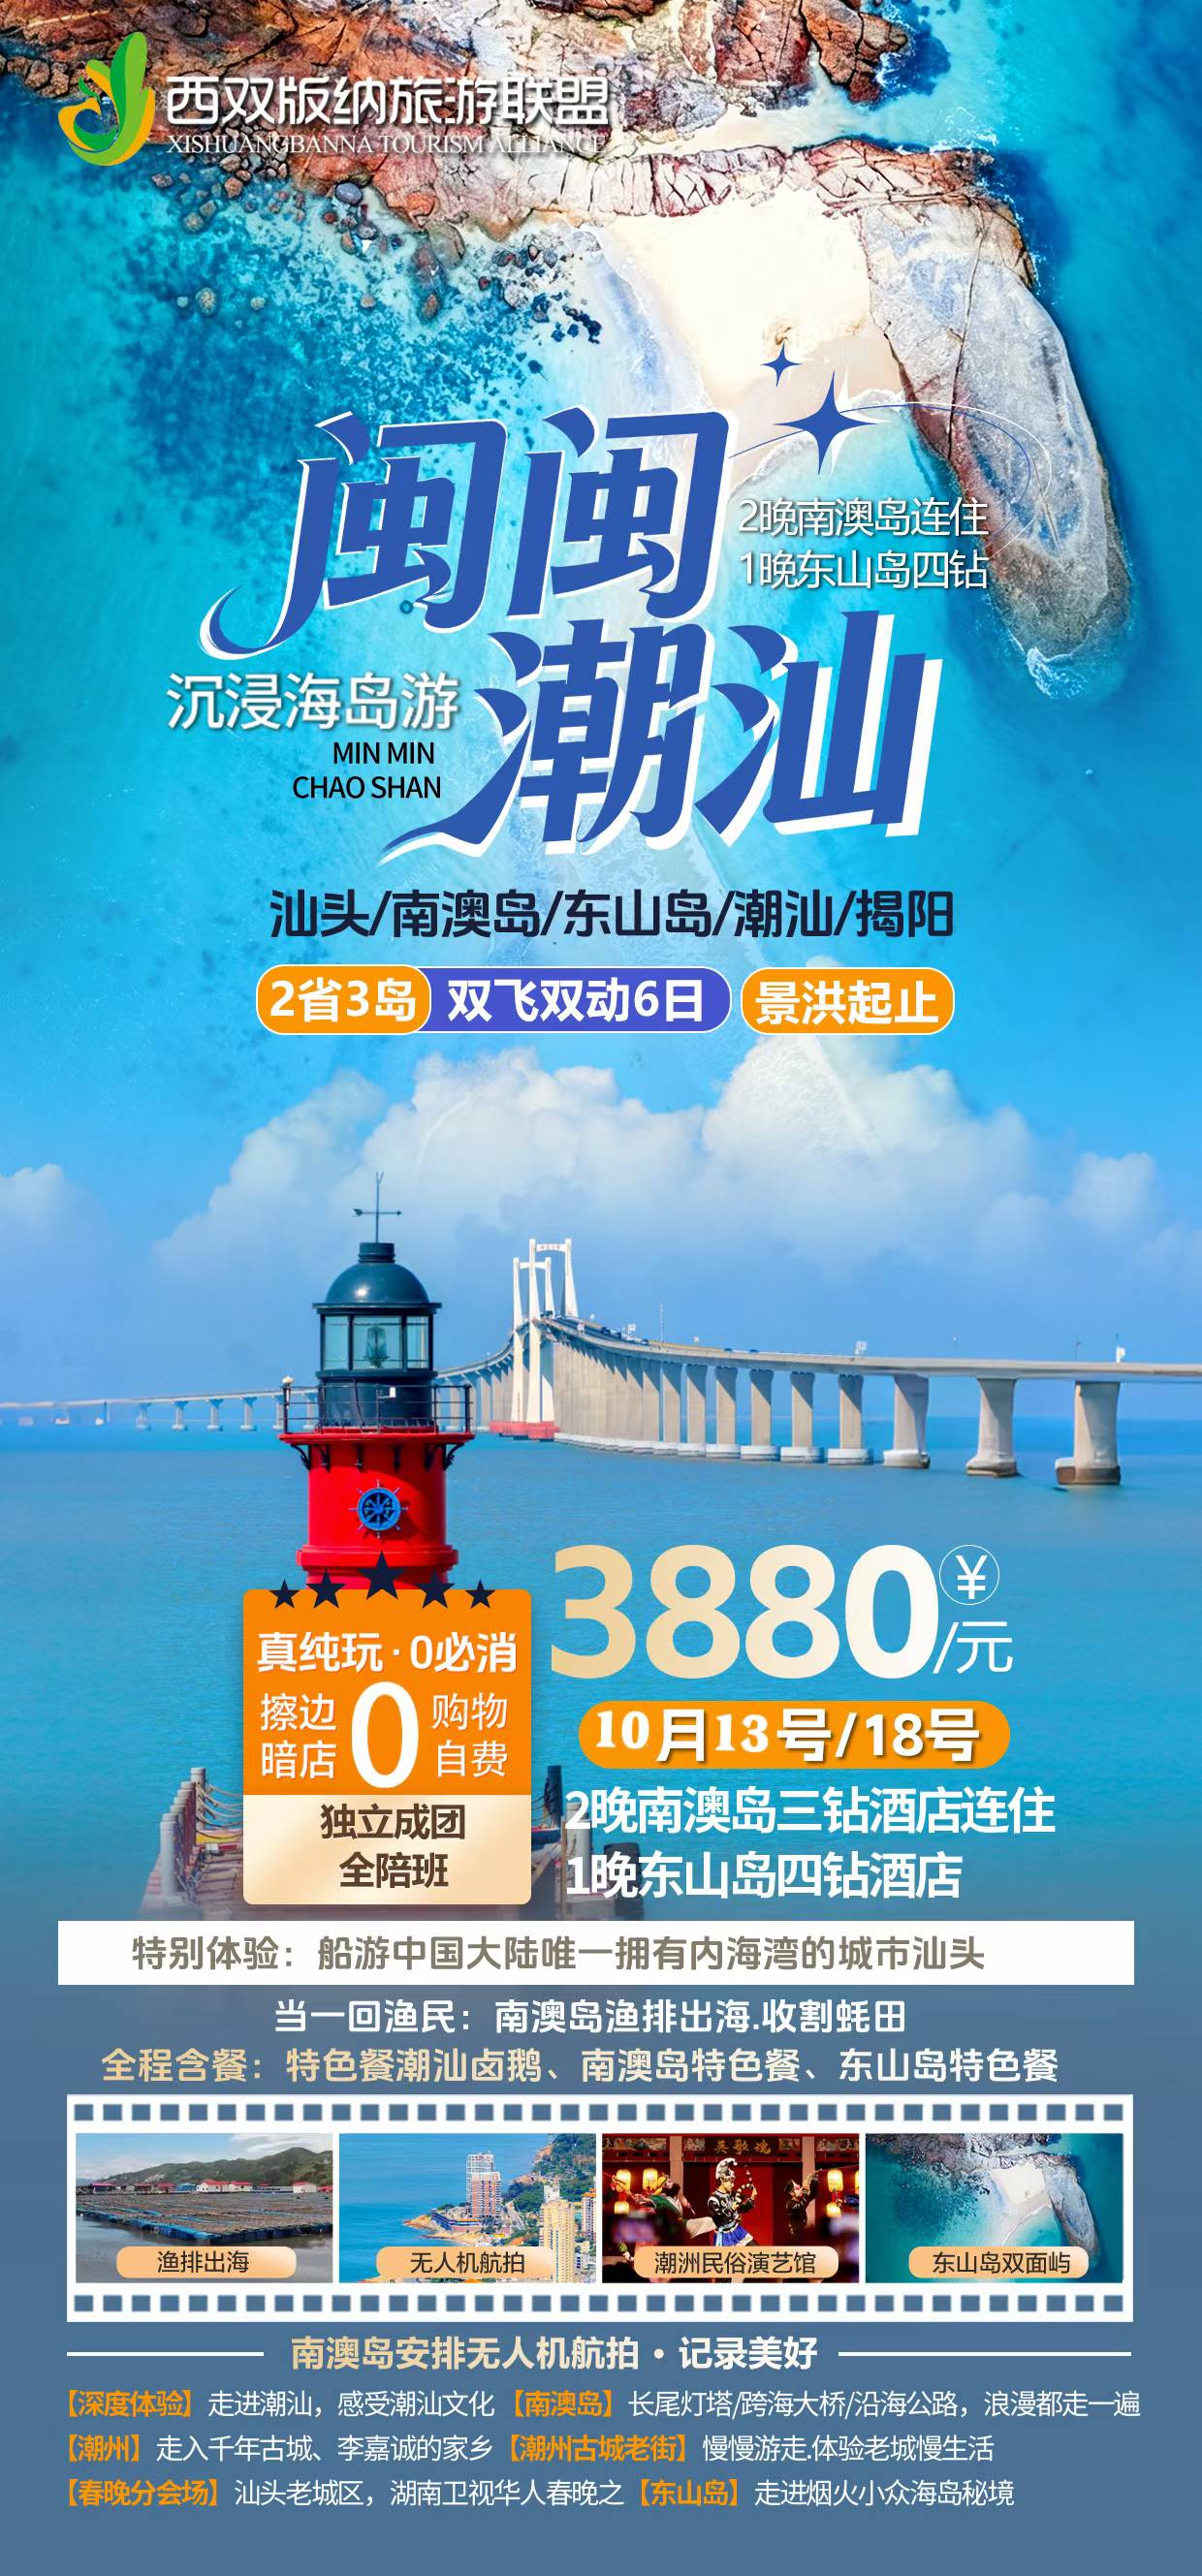 西双版纳旅游联盟
XISHUANGBANNA TOURISM ALLIANCE
闽闽
2晚南澳岛连住
1晚东山岛四钻
潮汕
沉浸海岛游
MIN MIN
CHAO SHAN
汕头/南澳岛/东山岛/潮汕/揭阳
2省3岛 双飞双动6日 景洪起止
3880¥/元
真纯玩·0必消
擦边 0 购物
暗店 自费
独立成团
全陪班
10月13号/18号
2晚南澳岛三钻酒店连住
1晚东山岛四钻酒店
特别体验：船游中国大陆唯一拥有内海湾的城市汕头
当一回渔民：南澳岛渔排出海.收割蚝田
全程含餐：特色餐潮汕卤鹅、南澳岛特色餐、东山岛特色餐
渔排出海 无人机航拍 潮洲民俗演艺馆 东山岛双面屿
南澳岛安排无人机航拍·记录美好
【深度体验】走进潮汕，感受潮汕文化【南澳岛】长尾灯塔/跨海大桥/沿海公路，浪漫都走一遍
【潮州】走入千年古城、李嘉诚的家乡【潮州古城老街】慢慢游走.体验老城慢生活
【春晚分会场】汕头老城区，湖南卫视华人春晚之【东山岛】走进烟火小众海岛秘境